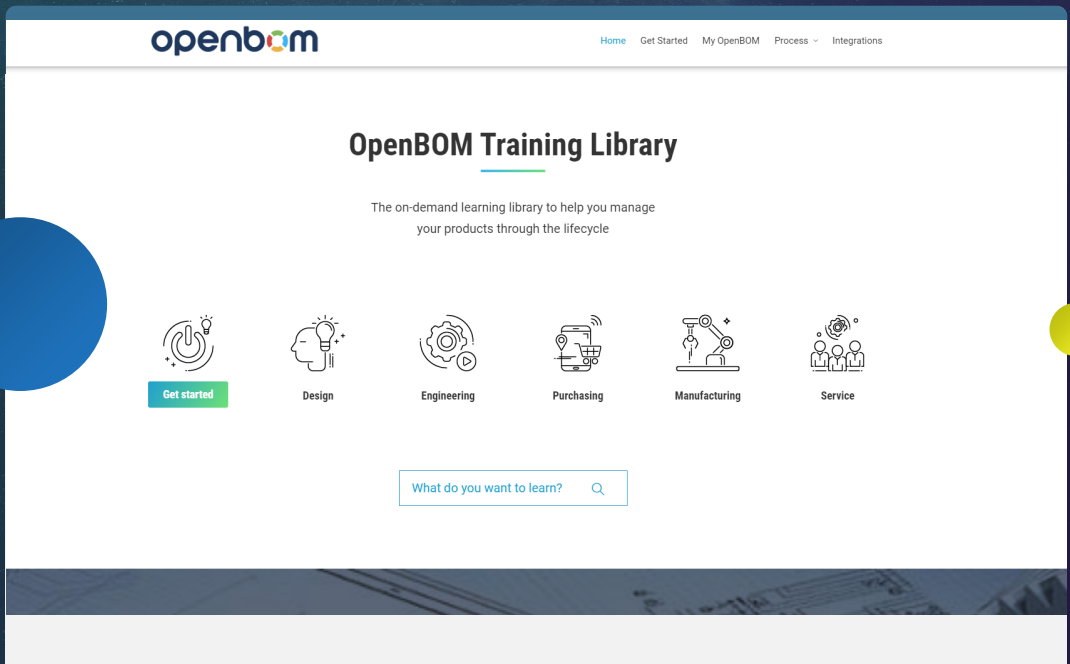 openbom
Home Get Started My OpenBOM Process Integrations
OpenBOM Training Library
The on-demand learning library to help you manage
your products through the lifecycle
Get started Design Engineering Purchasing Manufacturing Service
What do you want to learn?